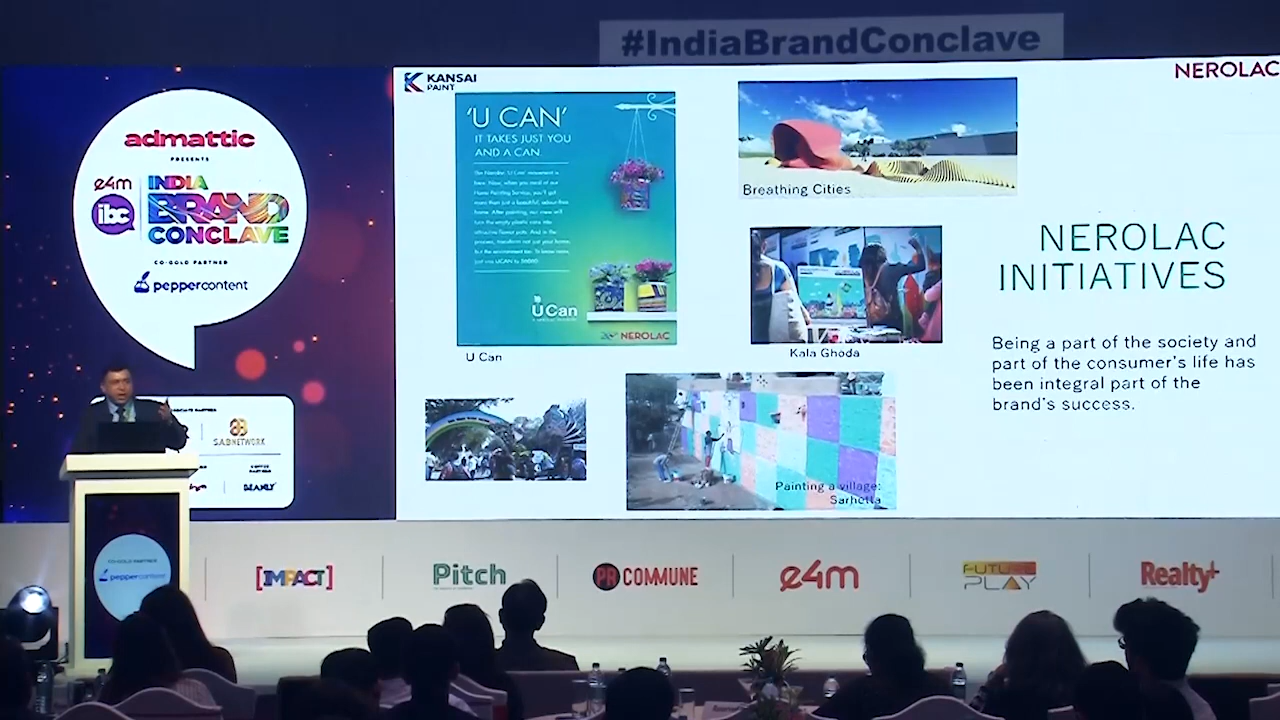 #IndiaBrandConclave
admattic
PRESENTS
e4m
ibc
INDIA
BRAND
CONCLAVE
CO-GOLD PARTNER
peppercontent
S.A.B NETWORK
BEANLY
CO-GOLD PARTNER
peppercontent
KANSAI
PAINT
NEROLAC
'U CAN'
IT TAKES JUST YOU
AND A CAN.
UCan
NEROLAC
U Can
Breathing Cities
Kala Ghoda
Painting a village:
Sarhetta
NEROLAC
INITIATIVES
Being a part of the society and
part of the consumer's life has
been integral part of the
brand's success.
[IMPACT]
Pitch
PR COMMUNE
e4m
FUTURE
PLAY
Realty+